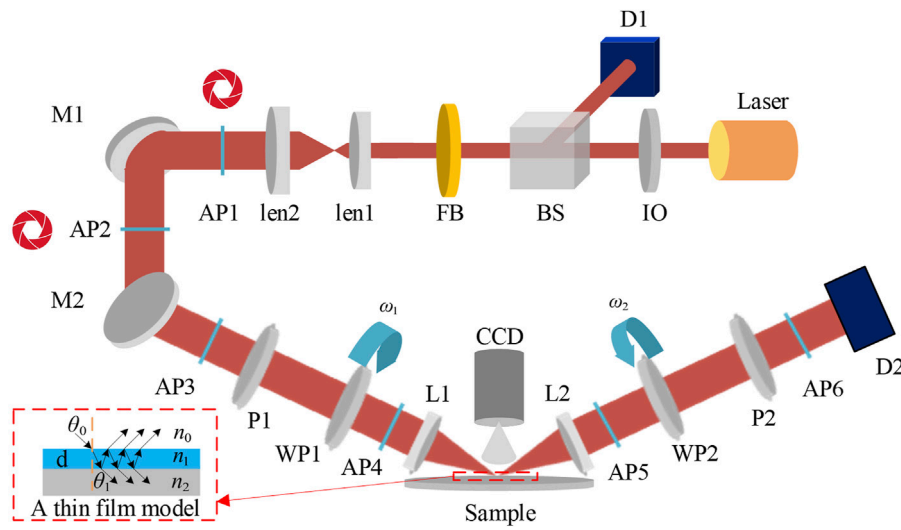 D1
M1
Laser
AP1
len2
len1
FB
BS
IO
AP2
M2
ω1
ω2
CCD
D2
AP3
L1
L2
AP6
P1
P2
WP1
WP2
AP4
AP5
Sample
θ0
n0
d
n1
θ1
n2
A thin film model